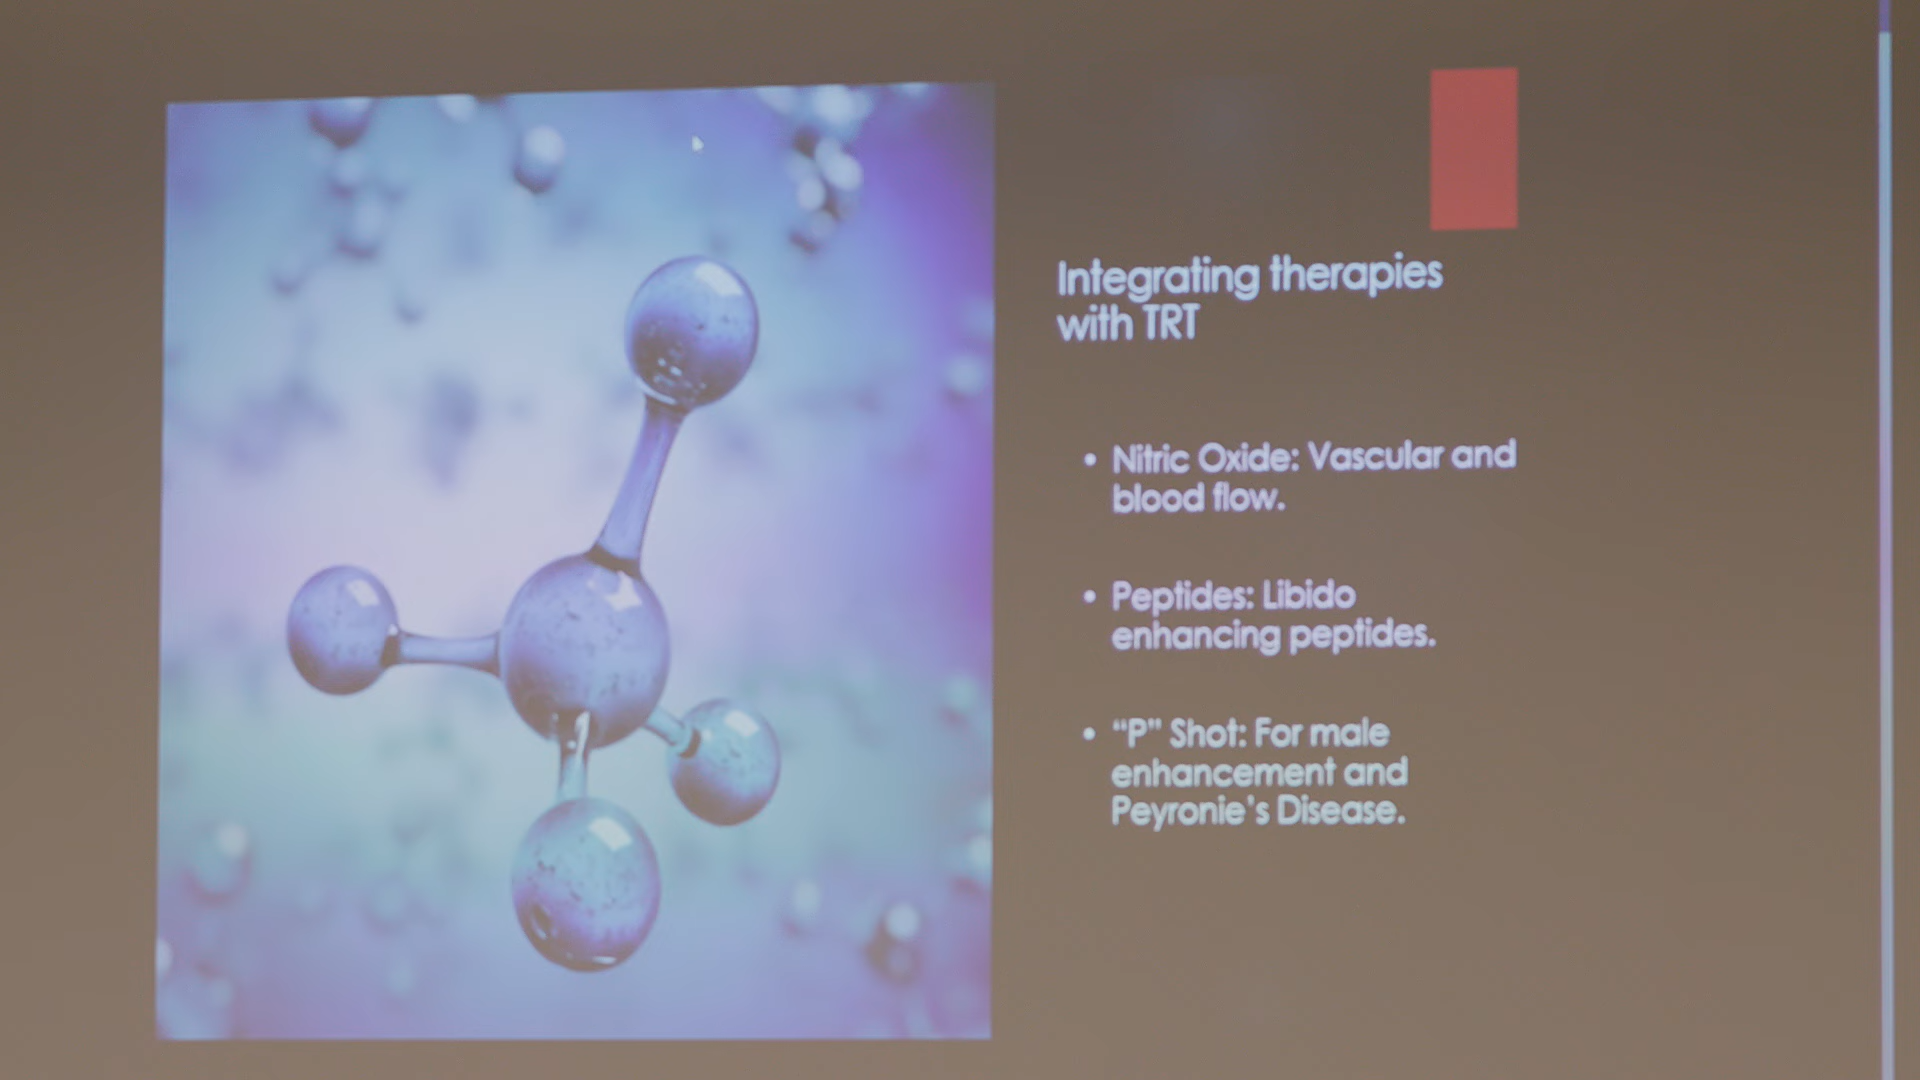 Integrating therapies
with TRT
• Nitric Oxide: Vascular and
blood flow.
• Peptides: Libido
enhancing peptides.
• “P” Shot: For male
enhancement and
Peyronie’s Disease.